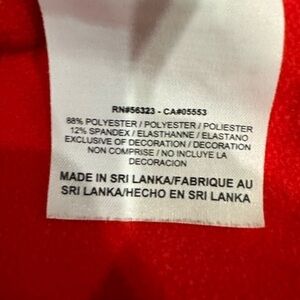 RN#56323 - CA#05553
88% POLYESTER / POLYESTER / POLIESTER
12% SPANDEX / ELASTHANNE / ELASTANO
EXCLUSIVE OF DECORATION / DECORATION
NON COMPRISE / NO INCLUYE LA
DECORACION
MADE IN SRI LANKA/FABRIQUE AU
SRI LANKA/HECHO EN SRI LANKA